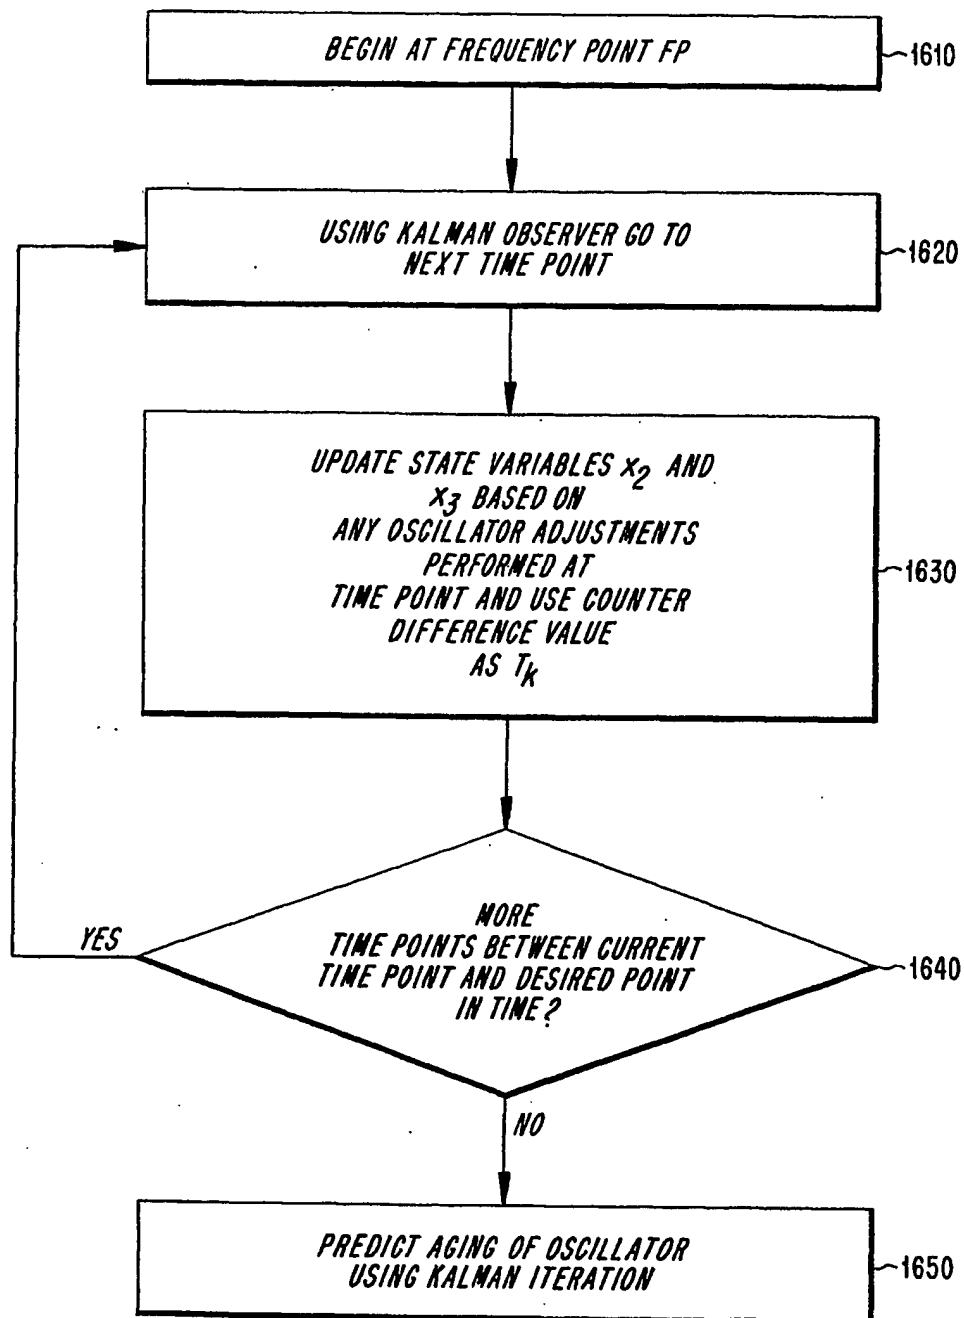 BEGIN AT FREQUENCY POINT FP
1610
USING KALMAN OBSERVER GO TO
NEXT TIME POINT
1620
UPDATE STATE VARIABLES x2 AND
x3 BASED ON
ANY OSCILLATOR ADJUSTMENTS
PERFORMED AT
TIME POINT AND USE COUNTER
DIFFERENCE VALUE
AS Tk
1630
MORE
TIME POINTS BETWEEN CURRENT
TIME POINT AND DESIRED POINT
IN TIME?
1640
YES
NO
PREDICT AGING OF OSCILLATOR
USING KALMAN ITERATION
1650